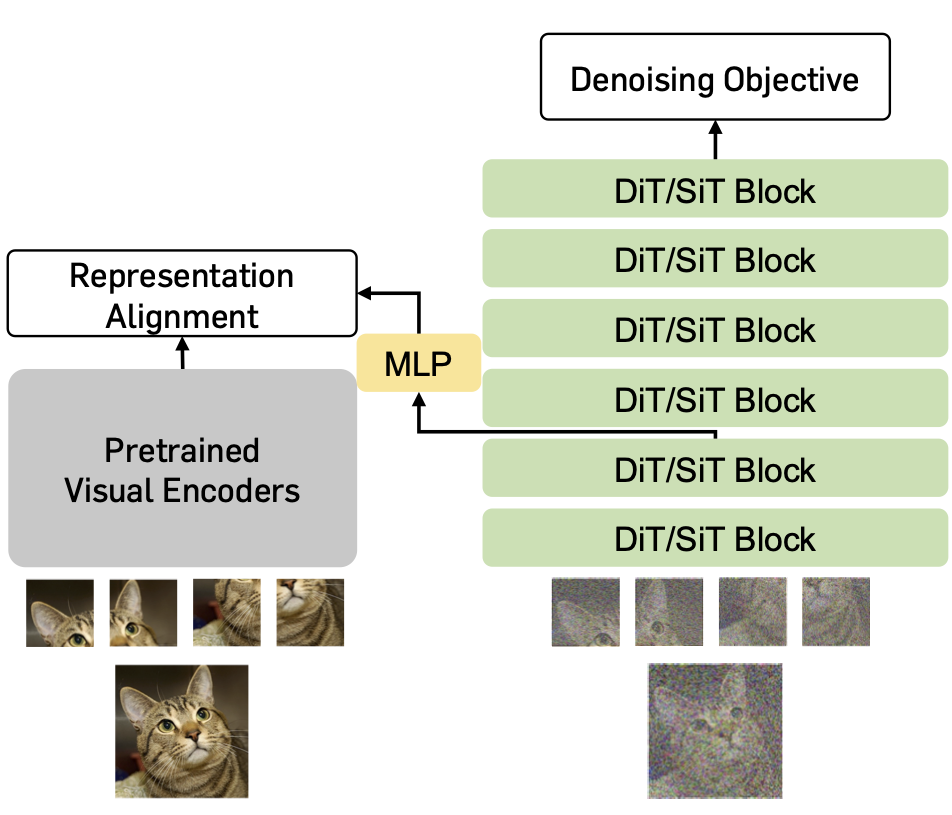 Denoising Objective
DiT/SiT Block
DiT/SiT Block
Representation
Alignment
DiT/SiT Block
MLP
DiT/SiT Block
Pretrained
Visual Encoders
DiT/SiT Block
DiT/SiT Block